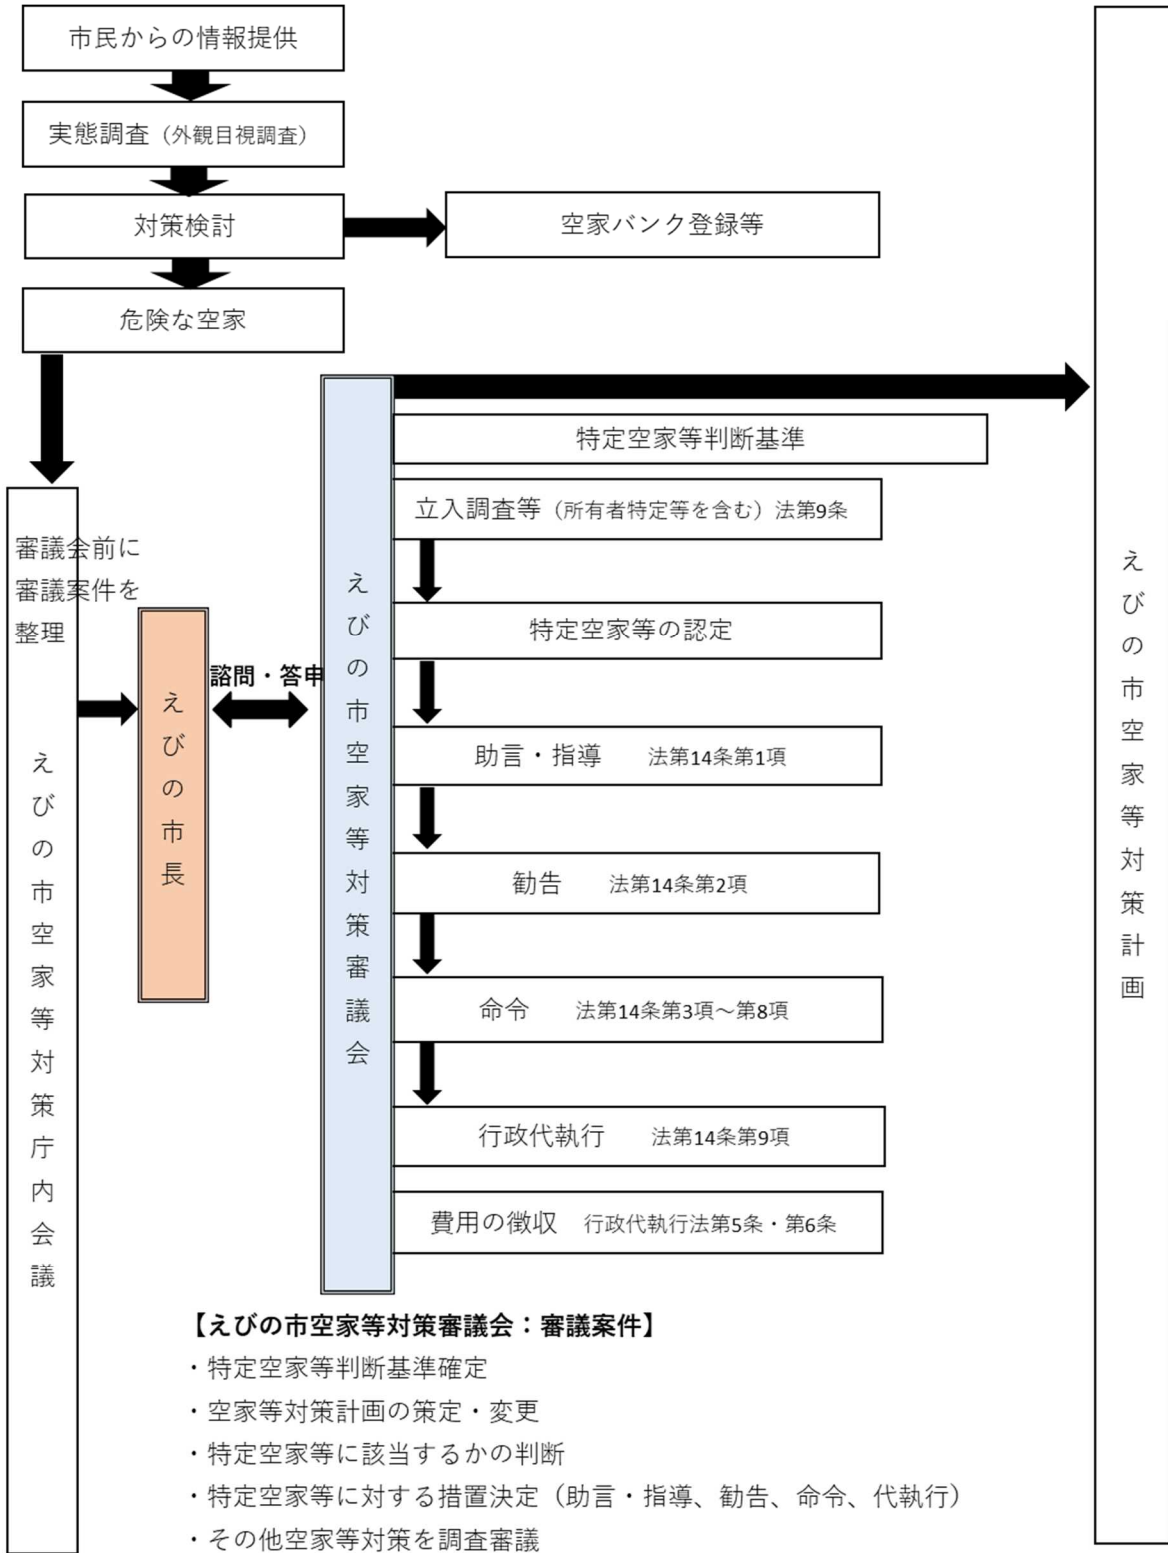 市民からの情報提供
実態調査（外観目視調査）
対策検討
空家バンク登録等
危険な空家
特定空家等判断基準
立入調査等（所有者特定等を含む）法第9条
審議会前に
審議案件を
整理
えびの市空家等対策庁内会議
えびの市長
諮問・答申
えびの市空家等対策審議会
特定空家等の認定
助言・指導　法第14条第1項
勧告　法第14条第2項
命令　法第14条第3項～第8項
行政代執行　法第14条第9項
費用の徴収　行政代執行法第5条・第6条
えびの市空家等対策計画
【えびの市空家等対策審議会：審議案件】
・特定空家等判断基準確定
・空家等対策計画の策定・変更
・特定空家等に該当するかの判断
・特定空家等に対する措置決定（助言・指導、勧告、命令、代執行）
・その他空家等対策を調査審議